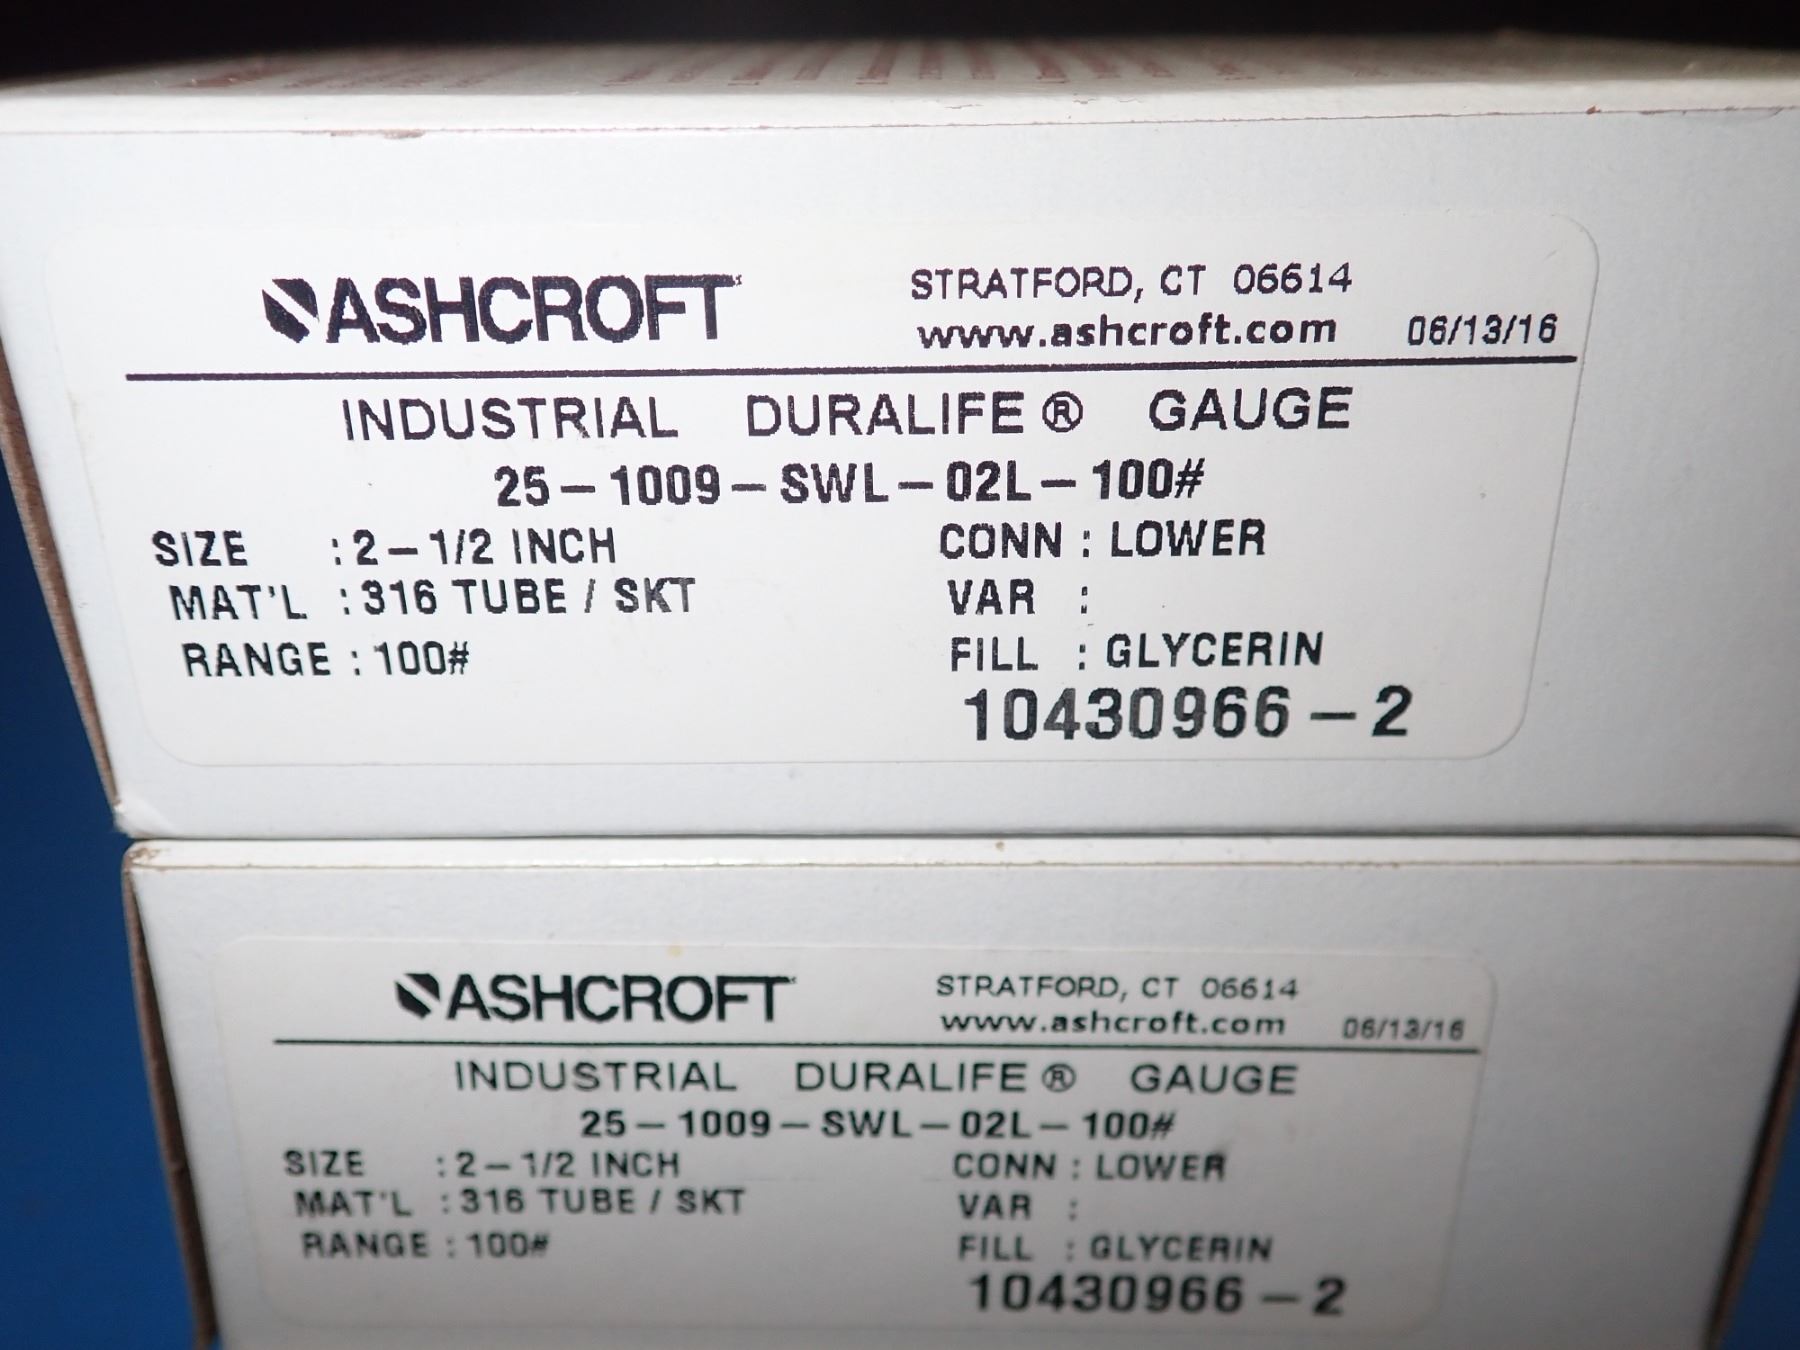 ASHCROFT
STRATFORD, CT 06614
www.ashcroft.com 06/13/16
INDUSTRIAL DURALIFE® GAUGE
25-1009-SWL-02L-100#
SIZE : 2-1/2 INCH CONN : LOWER
MAT'L : 316 TUBE / SKT VAR :
RANGE : 100# FILL : GLYCERIN
10430966-2
ASHCROFT
STRATFORD, CT 06614
www.ashcroft.com 06/13/16
INDUSTRIAL DURALIFE® GAUGE
25-1009-SWL-02L-100#
SIZE : 2-1/2 INCH CONN : LOWER
MAT'L : 316 TUBE / SKT VAR :
RANGE : 100# FILL : GLYCERIN
10430966-2